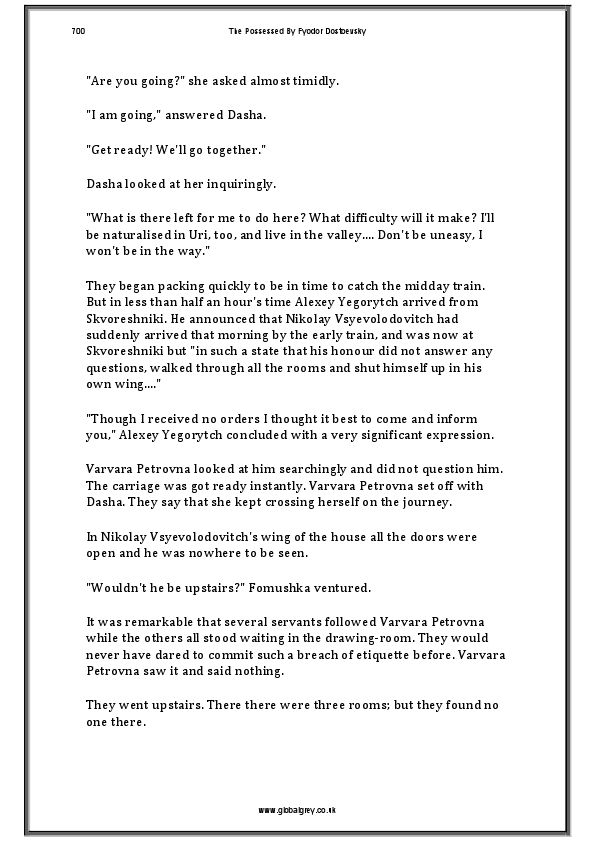 700
The Possessed By Fyodor Dostoevsky
"Are you going?" she asked almost timidly.
"I am going," answered Dasha.
"Get ready! We'll go together."
Dasha looked at her inquiringly.
"What is there left for me to do here? What difficulty will it make? I'll
be naturalised in Uri, too, and live in the valley.... Don't be uneasy, I
won't be in the way."
They began packing quickly to be in time to catch the midday train.
But in less than half an hour's time Alexey Yegorytch arrived from
Skvoreshniki. He announced that Nikolay Vsyevolodovitch had
suddenly arrived that morning by the early train, and was now at
Skvoreshniki but "in such a state that his honour did not answer any
questions, walked through all the rooms and shut himself up in his
own wing...."
"Though I received no orders I thought it best to come and inform
you," Alexey Yegorytch concluded with a very significant expression.
Varvara Petrovna looked at him searchingly and did not question him.
The carriage was got ready instantly. Varvara Petrovna set off with
Dasha. They say that she kept crossing herself on the journey.
In Nikolay Vsyevolodovitch's wing of the house all the doors were
open and he was nowhere to be seen.
"Wouldn't he be upstairs?" Fomushka ventured.
It was remarkable that several servants followed Varvara Petrovna
while the others all stood waiting in the drawing-room. They would
never have dared to commit such a breach of etiquette before. Varvara
Petrovna saw it and said nothing.
They went upstairs. There there were three rooms; but they found no
one there.
www.globalgrey.co.uk